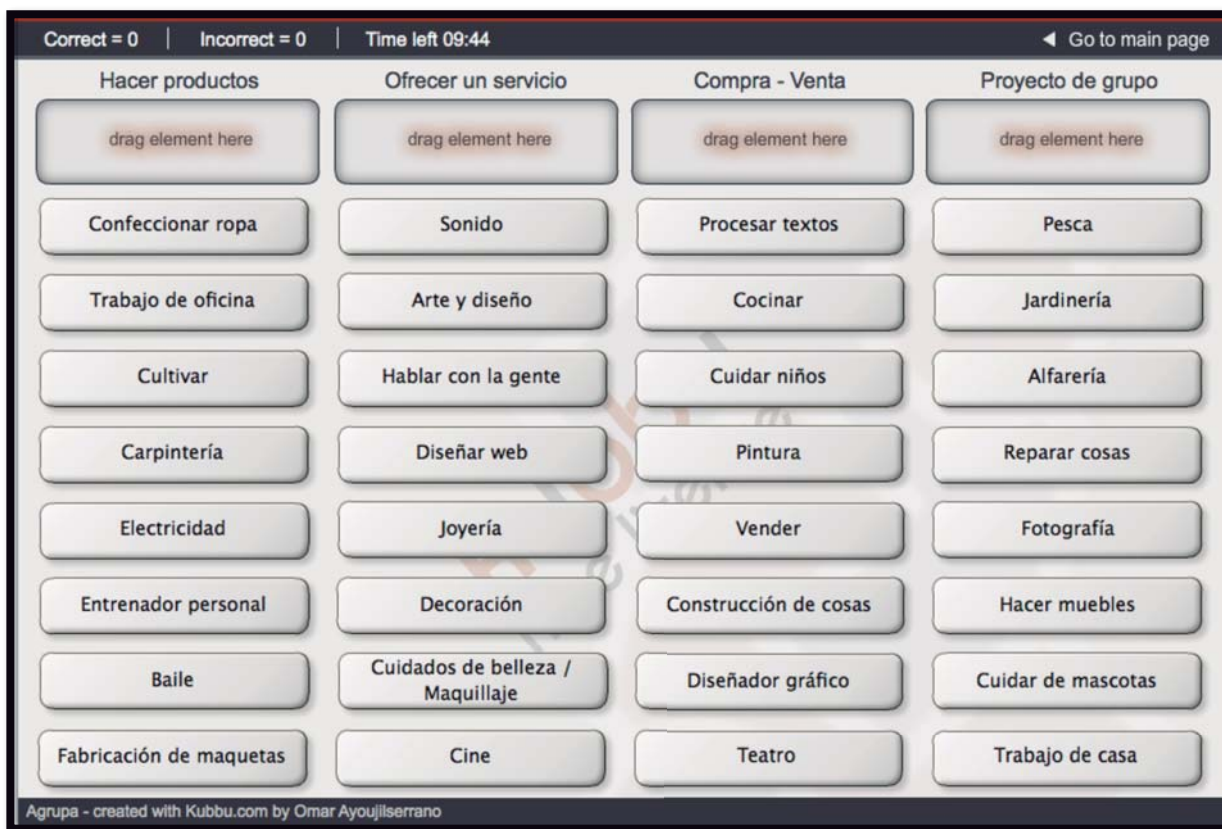 Correct = 0 | Incorrect = 0 | Time left 09:44 ◀ Go to main page
Hacer productos Ofrecer un servicio Compra - Venta Proyecto de grupo
drag element here drag element here drag element here drag element here
Confeccionar ropa Sonido Procesar textos Pesca
Trabajo de oficina Arte y diseño Cocinar Jardinería
Cultivar Hablar con la gente Cuidar niños Alfarería
Carpintería Diseñar web Pintura Reparar cosas
Electricidad Joyería Vender Fotografía
Entrenador personal Decoración Construcción de cosas Hacer muebles
Baile Cuidados de belleza / Maquillaje Diseñador gráfico Cuidar de mascotas
Fabricación de maquetas Cine Teatro Trabajo de casa
Agrupa - created with Kubbu.com by Omar Ayoujilserrano